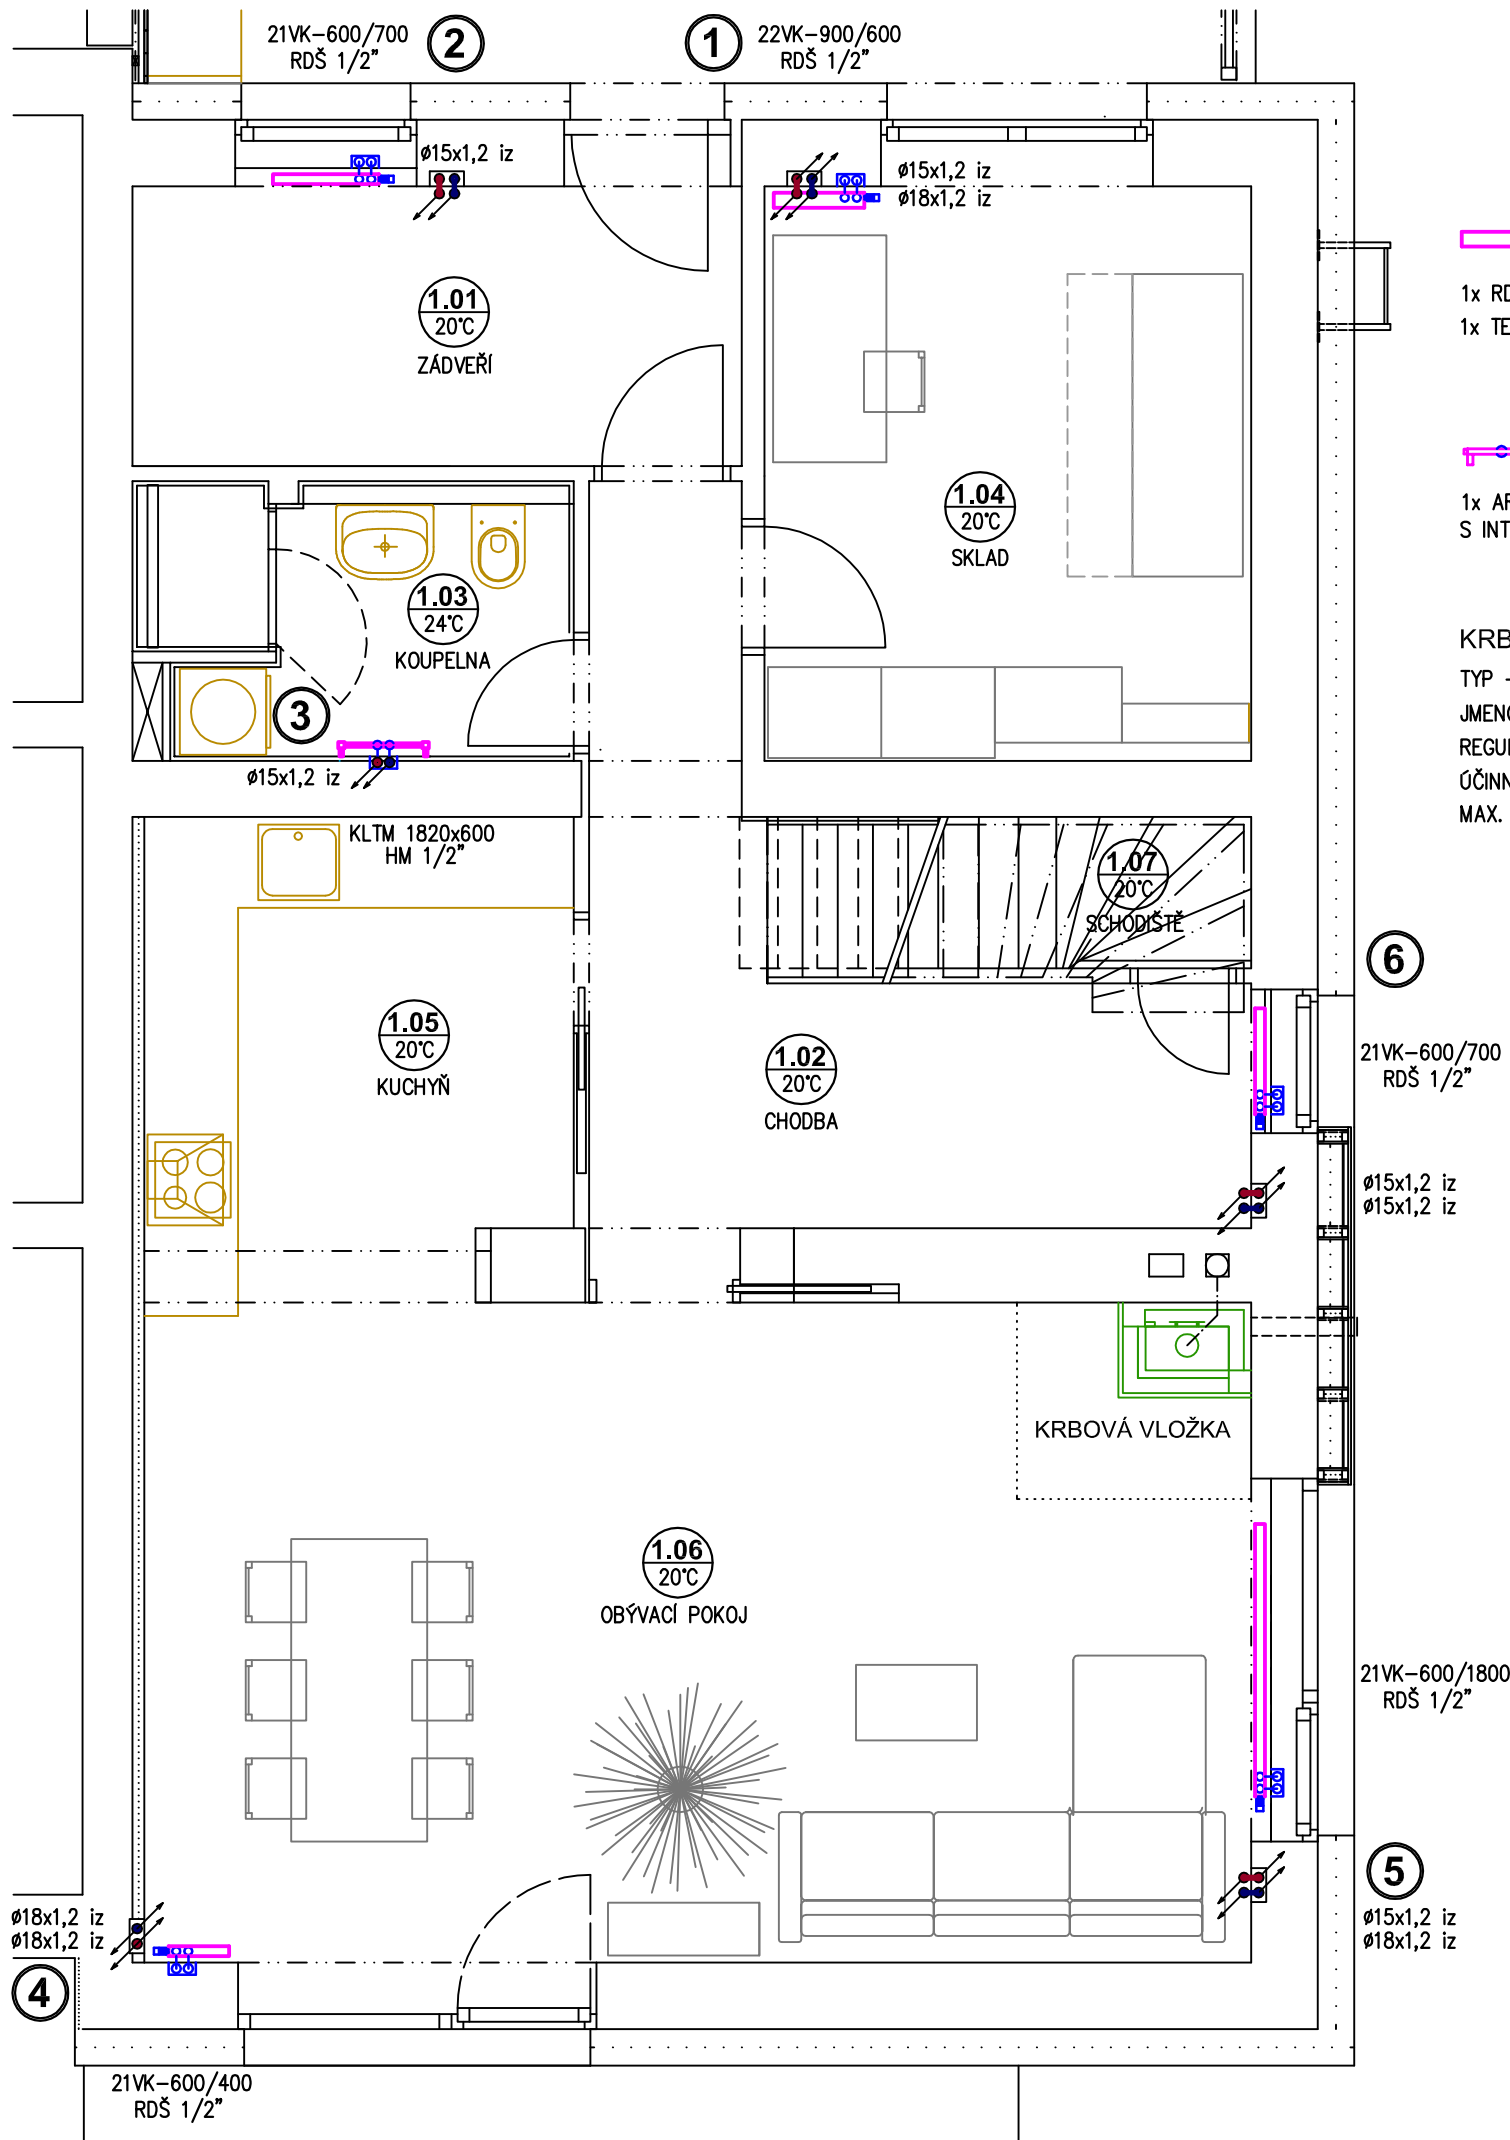 21VK-600/700
RDŠ 1/2"
2
1
22VK-900/600
RDŠ 1/2"
Ø15x1,2 iz
Ø15x1,2 iz
Ø18x1,2 iz
1.01
20°C
ZÁDVEŘÍ
1x
1x
1.04
20°C
SKLAD
1x
S
1.03
24°C
KOUPELNA
3
TYP -
MAX.
Ø15x1,2 iz
KLTM 1820x600
HM 1/2"
1.07
20°C
SCHODIŠTĚ
6
1.05
20°C
KUCHYŇ
1.02
20°C
CHODBA
21VK-600/700
RDŠ 1/2"
Ø15x1,2 iz
Ø15x1,2 iz
KRBOVÁ VLOŽKA
1.06
20°C
OBÝVACÍ POKOJ
21VK-600/1800
RDŠ 1/2"
5
Ø15x1,2 iz
Ø18x1,2 iz
Ø18x1,2 iz
Ø18x1,2 iz
4
21VK-600/400
RDŠ 1/2"